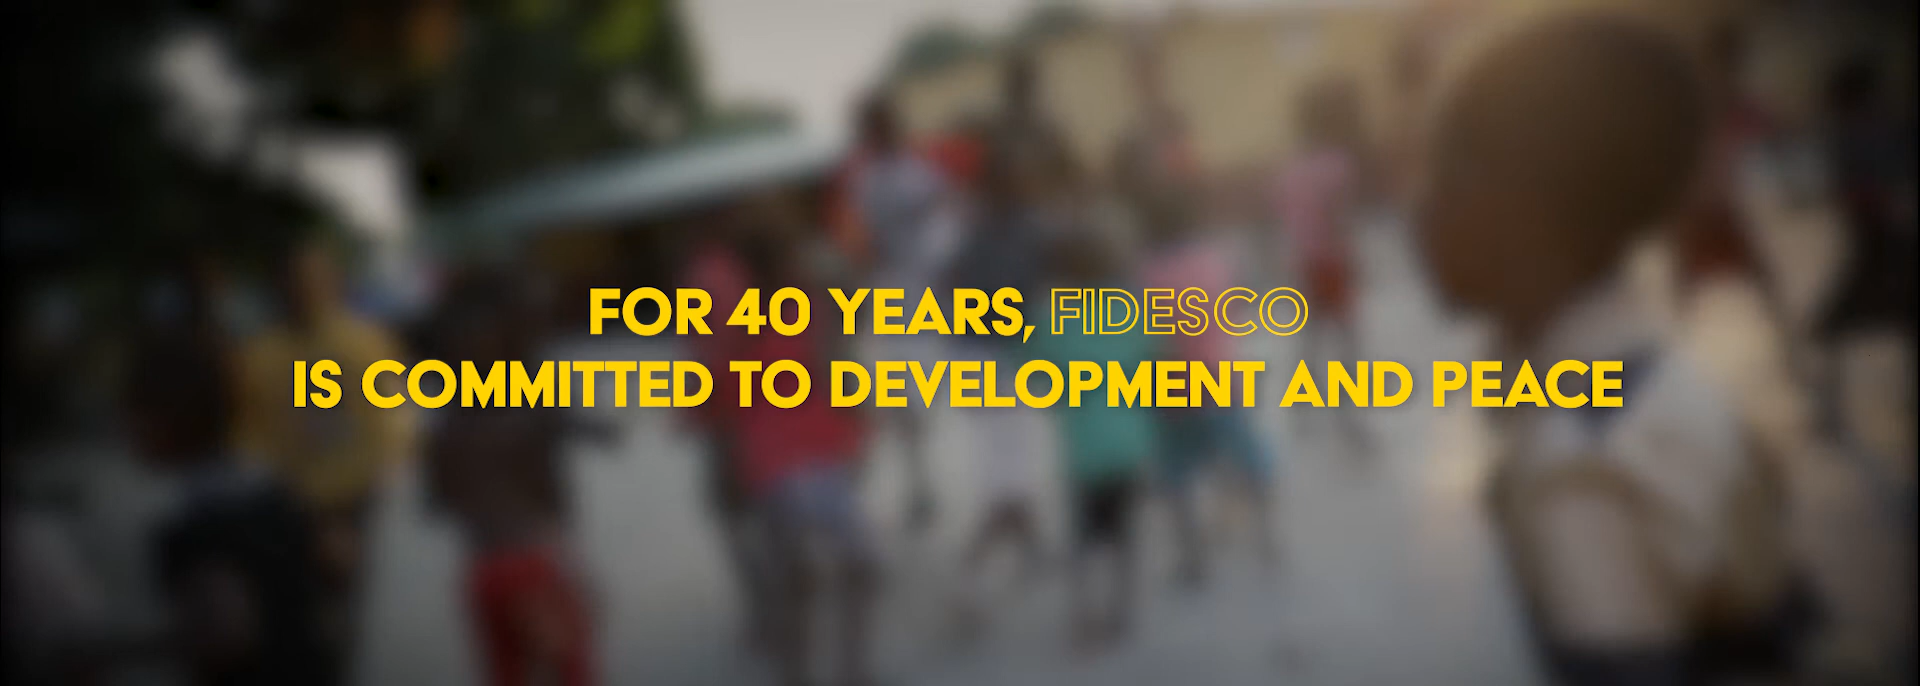 FOR 40 YEARS, FIDESCO
IS COMMITTED TO DEVELOPMENT AND PEACE